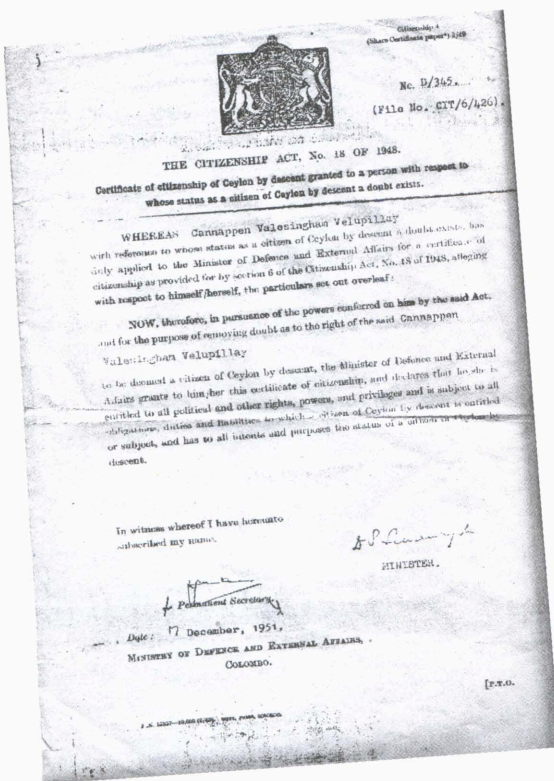 j
Citizenship 4
(Share Certificate paper*) 2/49
No. D/345.
(File No. CIT/6/426).
THE CITIZENSHIP ACT, No. 18 OF 1948.
Certificate of citizenship of Ceylon by descent granted to a person with respect to
whose status as a citizen of Ceylon by descent a doubt exists.
WHEREAS Cannappen Valesingham Velupillay
with reference to whose status as a citizen of Ceylon by descent a doubt exists, has
duly applied to the Minister of Defence and External Affairs for a certificate of
citizenship as provided for by section 6 of the Citizenship Act, No. 18 of 1948, alleging
with respect to himself/herself, the particulars set out overleaf:
NOW, therefore, in pursuance of the powers conferred on him by the said Act,
and for the purpose of removing doubt as to the right of the said Cannappen
Valesingham Velupillay
to be deemed a citizen of Ceylon by descent, the Minister of Defence and External
Affairs grants to him/her this certificate of citizenship, and declares that he/she is
entitled to all political and other rights, powers, and privileges and is subject to all
obligations, duties and liabilities to which a citizen of Ceylon by descent is entitled
or subject, and has to all intents and purposes the status of a citizen of Ceylon by
descent.
In witness whereof I have hereunto
subscribed my name.
MINISTER.
Permanent Secretary
Date: 17 December, 1951,
MINISTRY OF DEFENCE AND EXTERNAL AFFAIRS,
COLOMBO.
[P.T.O.